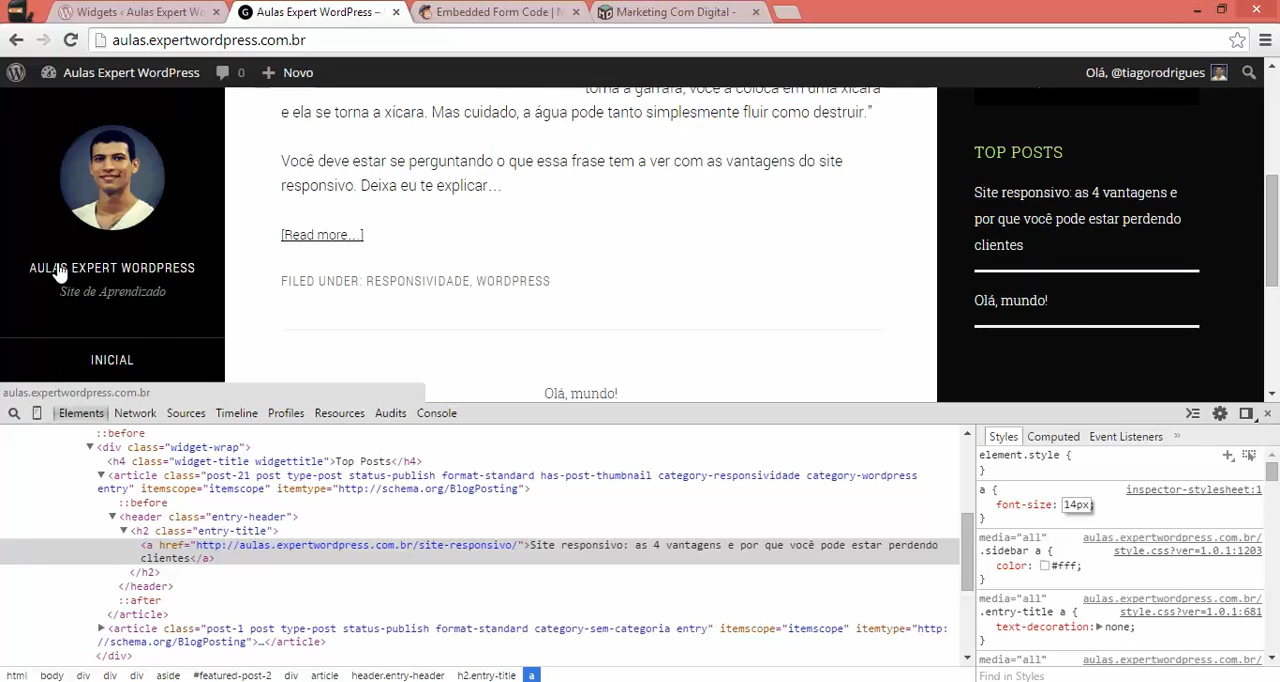 Widgets ‹ Aulas Expert Wo
Aulas Expert WordPress –
Embedded Form Code | M
Marketing Com Digital -
aulas.expertwordpress.com.br
Aulas Expert WordPress
0
Novo
Olá, @tiagorodrigues
torna a garrafa, você a coloca em uma xícara
e ela se torna a xícara. Mas cuidado, a água pode tanto simplesmente fluir como destruir."
Você deve estar se perguntando o que essa frase tem a ver com as vantagens do site
responsivo. Deixa eu te explicar…
[Read more...]
FILED UNDER: RESPONSIVIDADE, WORDPRESS
Olá, mundo!
AULAS EXPERT WORDPRESS
Site de Aprendizado
INICIAL
TOP POSTS
Site responsivo: as 4 vantagens e
por que você pode estar perdendo
clientes
Olá, mundo!
aulas.expertwordpress.com.br
Elements Network Sources Timeline Profiles Resources Audits Console
::before
<div class="widget-wrap">
<h4 class="widget-title widgettitle">Top Posts</h4>
<article class="post-21 post type-post status-publish format-standard has-post-thumbnail category-responsividade category-wordpress
entry" itemscope="itemscope" itemtype="http://schema.org/BlogPosting">
::before
<header class="entry-header">
<h2 class="entry-title">
<a href="http://aulas.expertwordpress.com.br/site-responsivo/">Site responsivo: as 4 vantagens e por que você pode estar perdendo
clientes</a>
</h2>
</header>
::after
</article>
<article class="post-1 post type-post status-publish format-standard category-sem-categoria entry" itemscope="itemscope" itemtype="http:
//schema.org/BlogPosting">…</article>
</div>
html body div div div aside #featured-post-2 div article header.entry-header h2.entry-title a
Styles Computed Event Listeners »
element.style {
}
a { inspector-stylesheet:1
font-size: 14px;
}
media="all" aulas.expertwordpress.com.br/
.sidebar a { style.css?ver=1.0.1:1203
color: #fff;
}
media="all" aulas.expertwordpress.com.br/
.entry-title a { style.css?ver=1.0.1:681
text-decoration: none;
}
media="all" aulas.expertwordpress.com.br/
Find in Styles